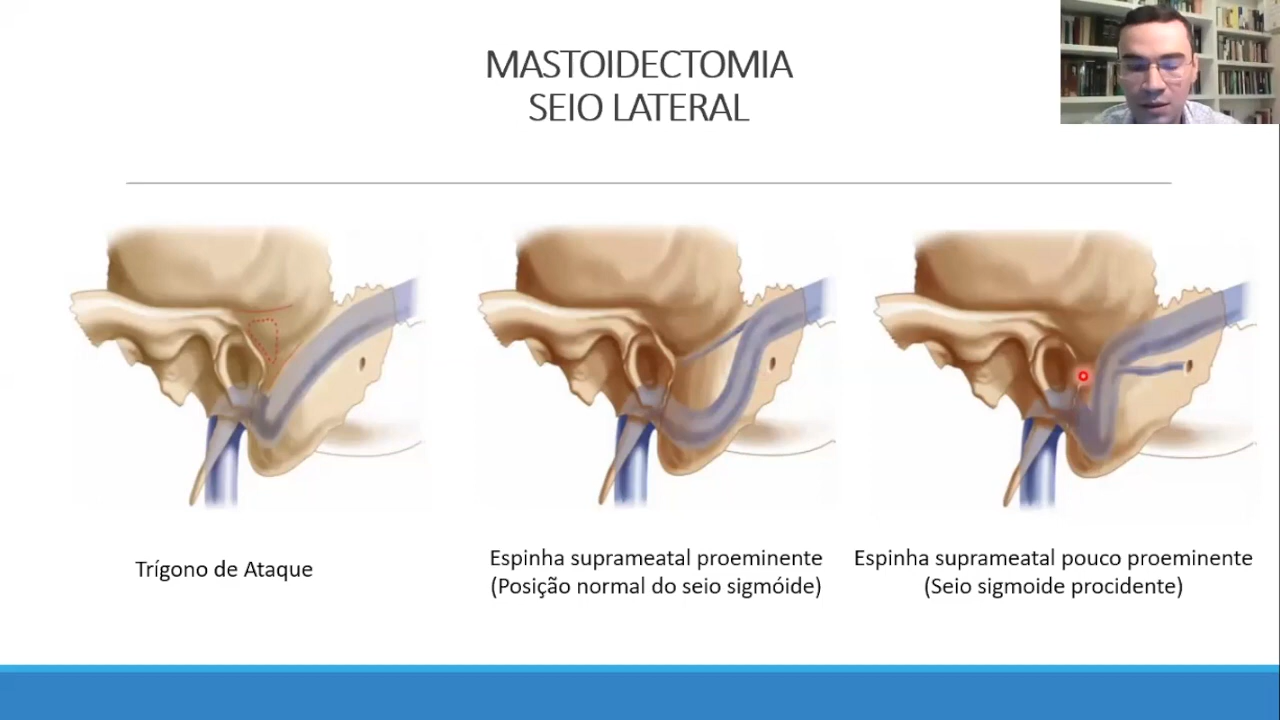 MASTOIDECTOMIA
SEIO LATERAL
Trígono de Ataque
Espinha suprameatal proeminente
(Posição normal do seio sigmóide)
Espinha suprameatal pouco proeminente
(Seio sigmoide procidente)